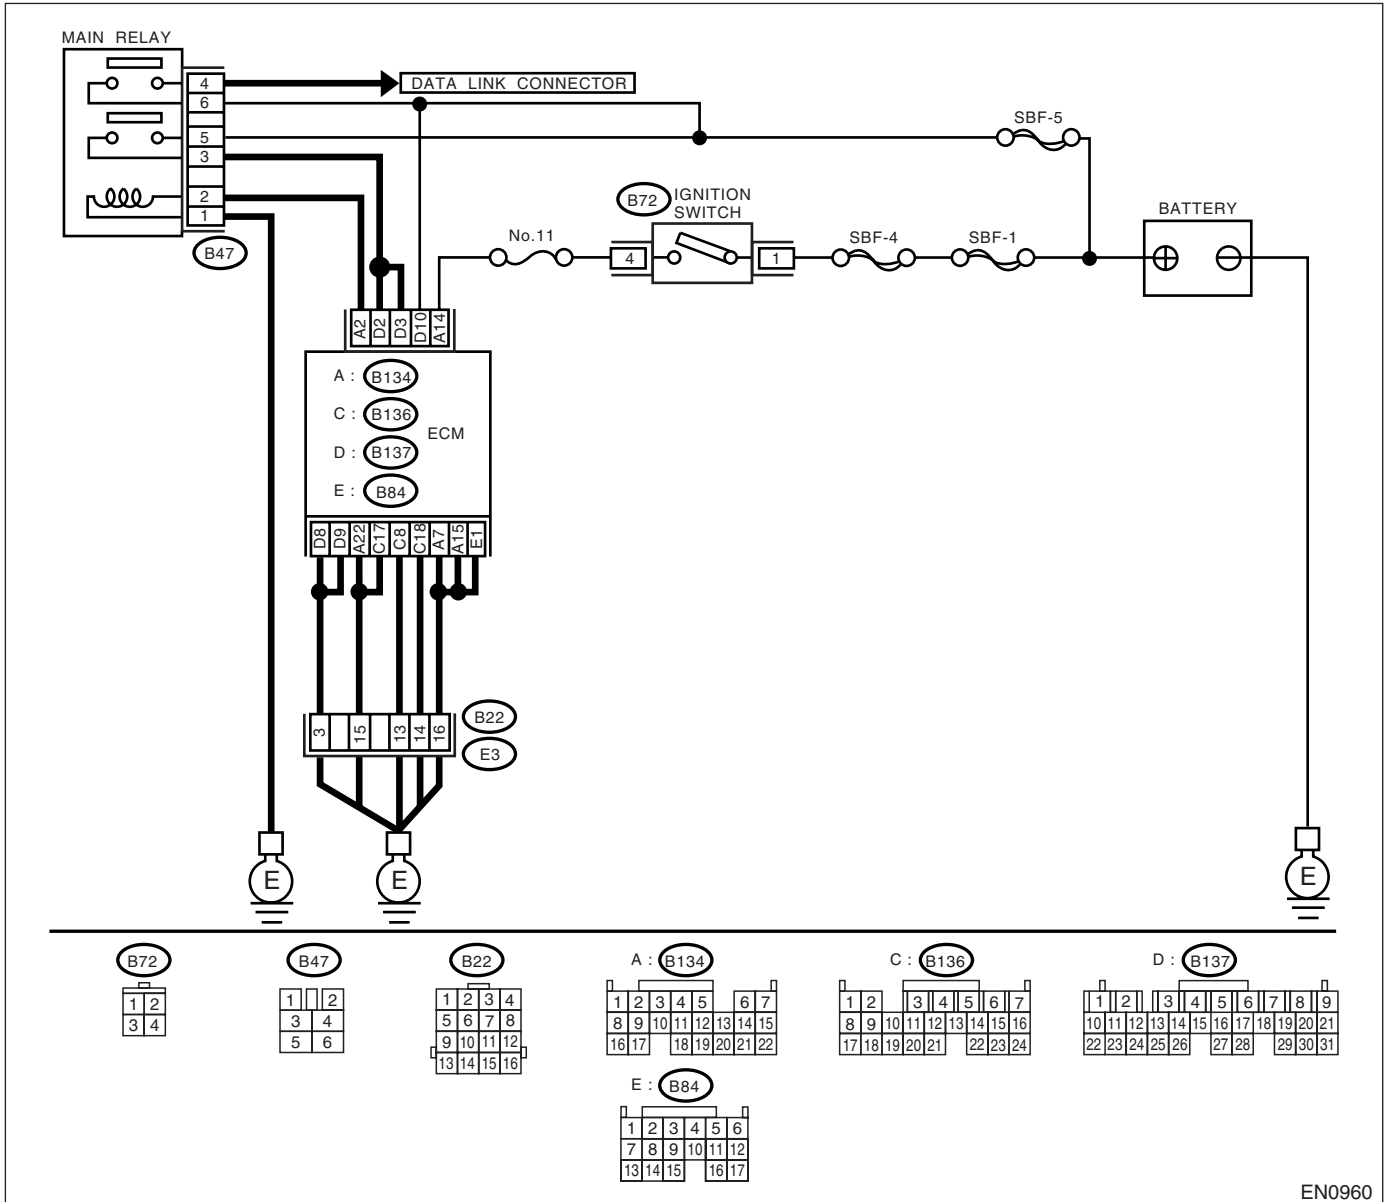 MAIN RELAY
4
6
5
3
2
1
B47
DATA LINK CONNECTOR
SBF-5
B72
IGNITION
SWITCH
No.11
4
1
SBF-4
SBF-1
BATTERY
A2 D2 D3 D10 A14
A : B134
C : B136
D : B137
E : B84
ECM
D8 D9 A22 C17 C8 C18 A7 A15 E1
3 15 13 14 16
B22
E3
E
E
E
B72
1 2
3 4
B47
1 2
3 4
5 6
B22
1 2 3 4
5 6 7 8
9 10 11 12
13 14 15 16
A : B134
1 2 3 4 5 6 7
8 9 10 11 12 13 14 15
16 17 18 19 20 21 22
C : B136
1 2 3 4 5 6 7
8 9 10 11 12 13 14 15 16
17 18 19 20 21 22 23 24
D : B137
1 2 3 4 5 6 7 8 9
10 11 12 13 14 15 16 17 18 19 20 21
22 23 24 25 26 27 28 29 30 31
E : B84
1 2 3 4 5 6
7 8 9 10 11 12
13 14 15 16 17
EN0960